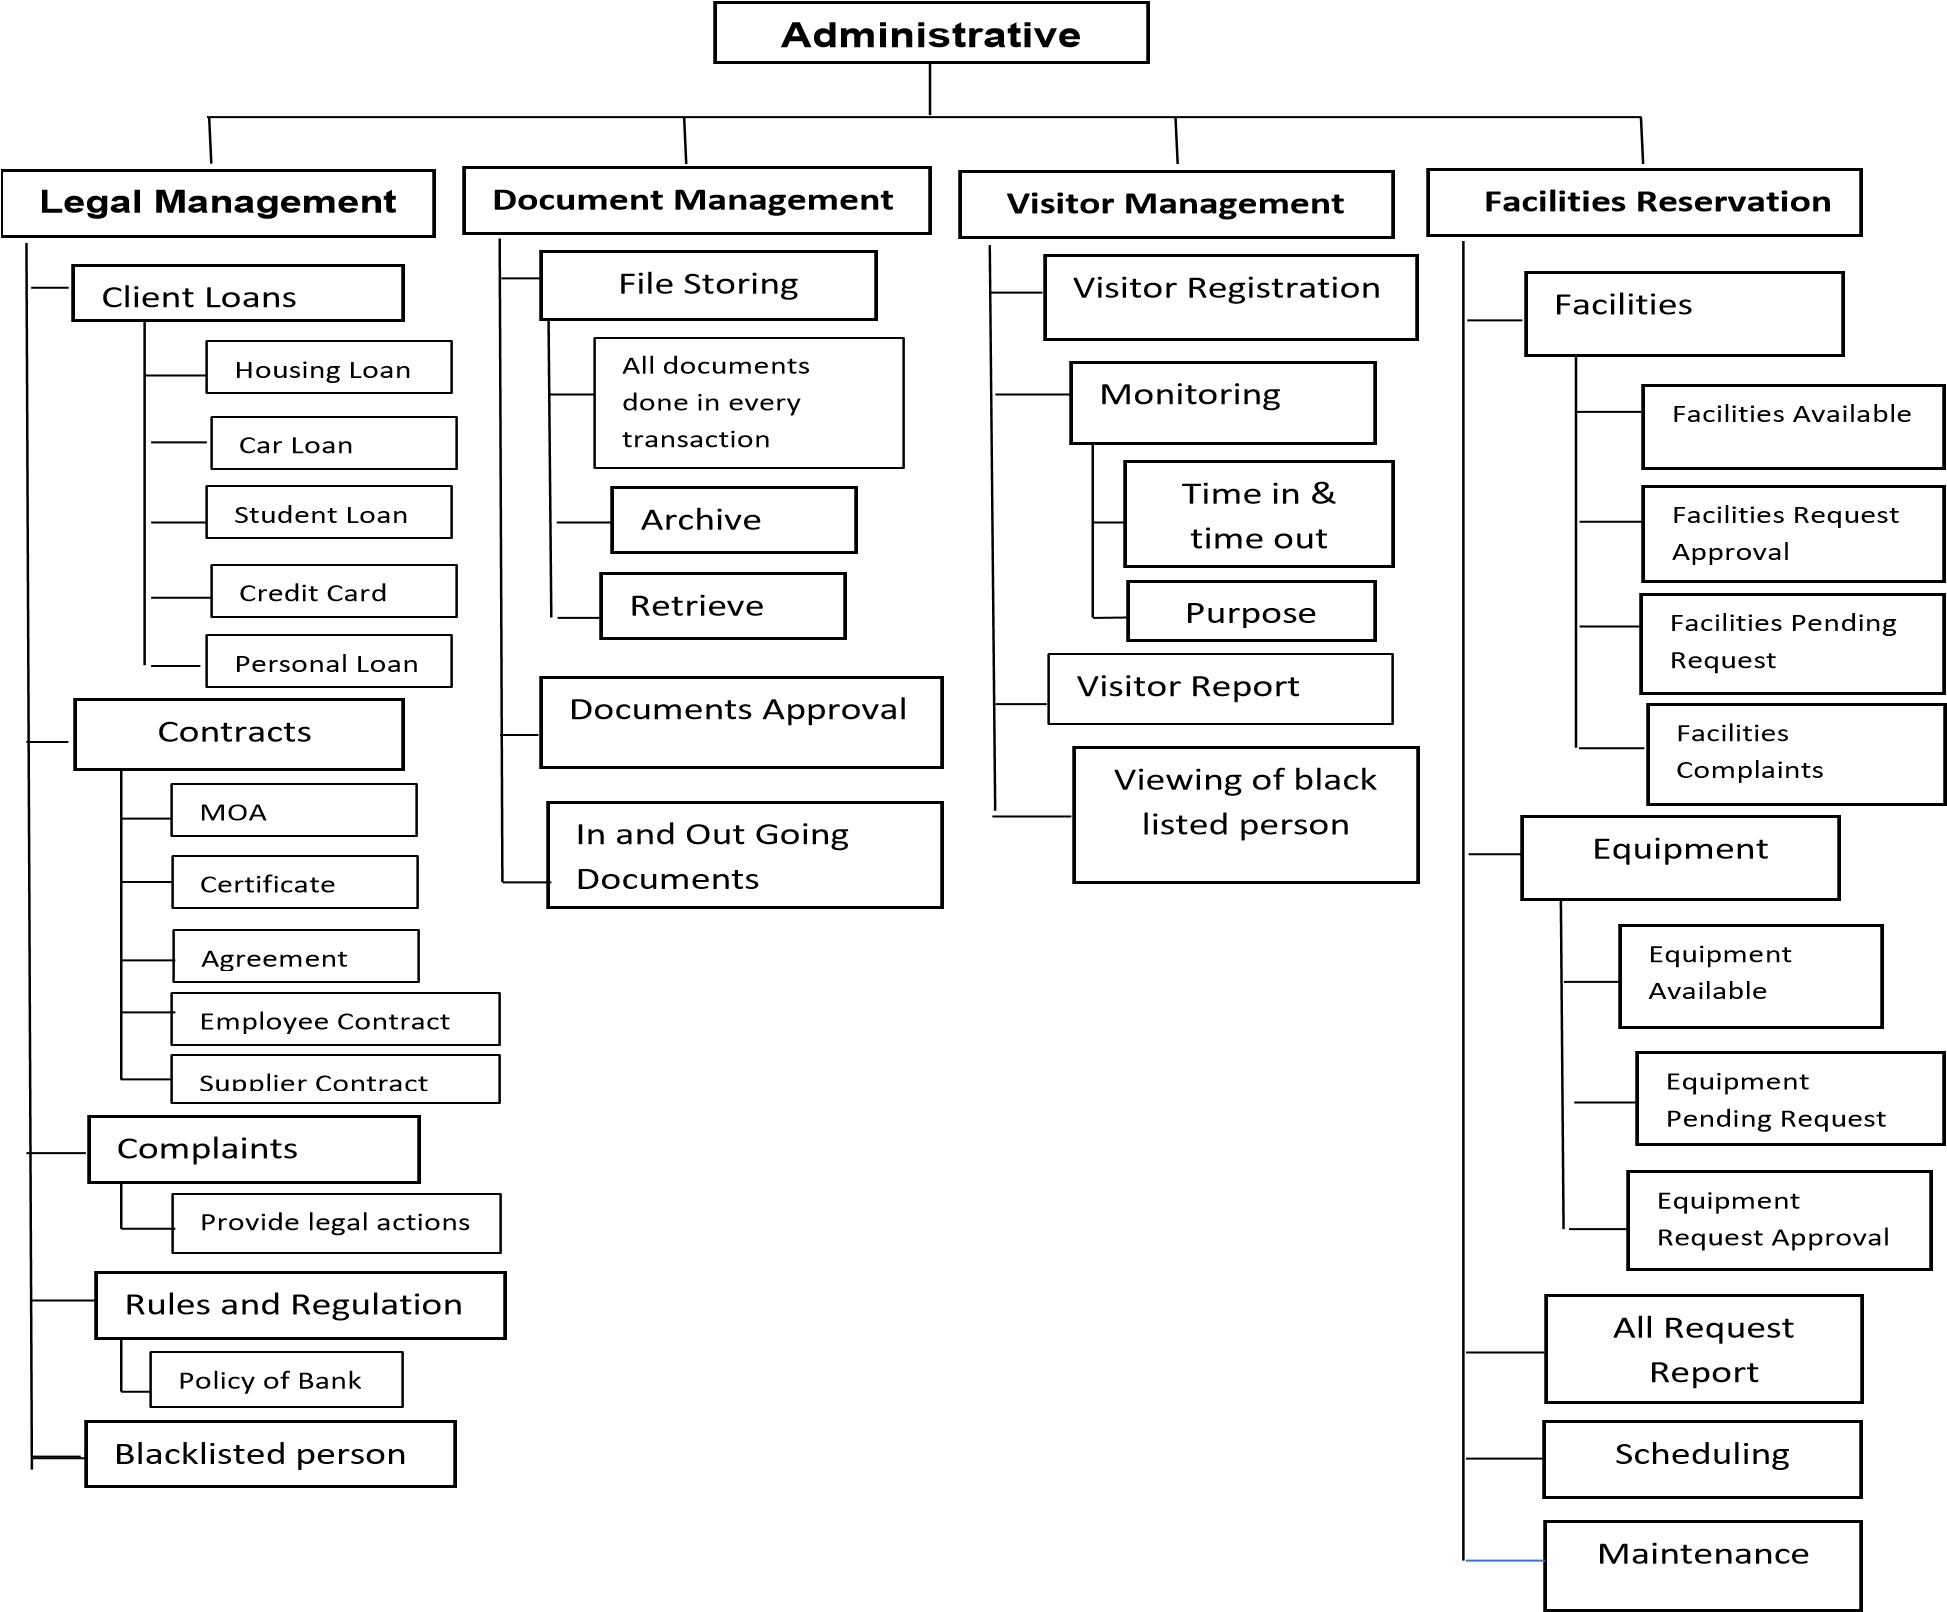 Administrative
Legal Management
Client Loans
Housing Loan
Car Loan
Student Loan
Credit Card
Personal Loan
Contracts
MOA
Certificate
Agreement
Employee Contract
Supplier Contract
Complaints
Provide legal actions
Rules and Regulation
Policy of Bank
Blacklisted person
Document Management
File Storing
All documents
done in every
transaction
Archive
Retrieve
Documents Approval
In and Out Going
Documents
Visitor Management
Visitor Registration
Monitoring
Time in &
time out
Purpose
Visitor Report
Viewing of black
listed person
Facilities Reservation
Facilities
Facilities Available
Facilities Request
Approval
Facilities Pending
Request
Facilities
Complaints
Equipment
Equipment
Available
Equipment
Pending Request
Equipment
Request Approval
All Request
Report
Scheduling
Maintenance